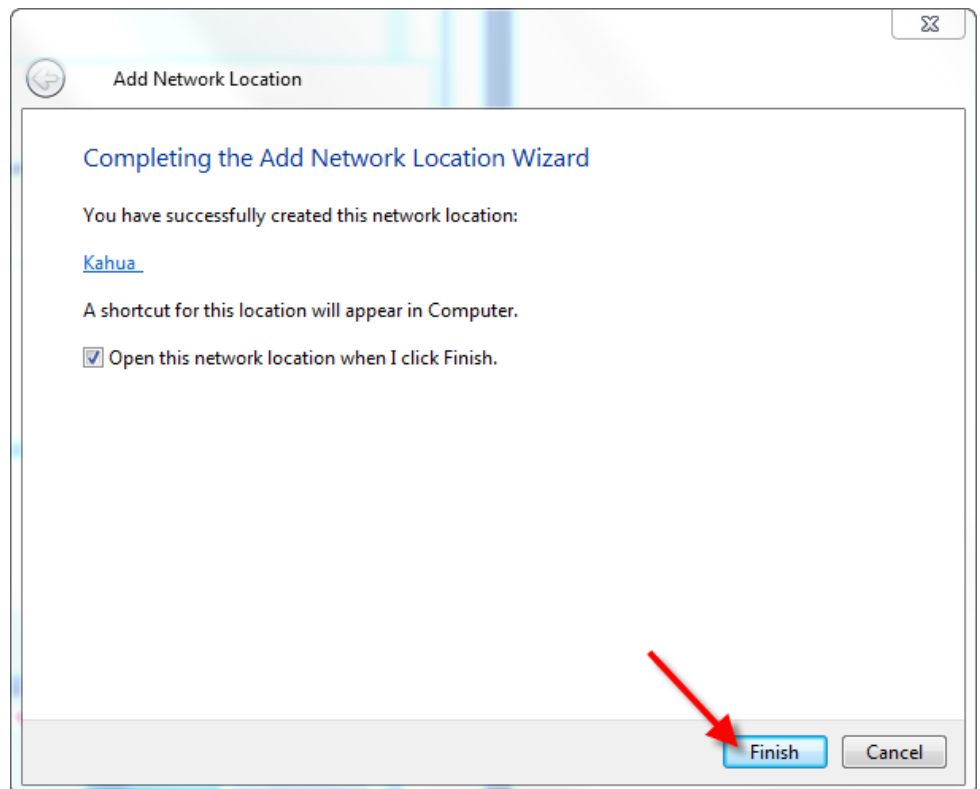 Add Network Location
Completing the Add Network Location Wizard
You have successfully created this network location:
Kahua
A shortcut for this location will appear in Computer.
Open this network location when I click Finish.
Finish Cancel